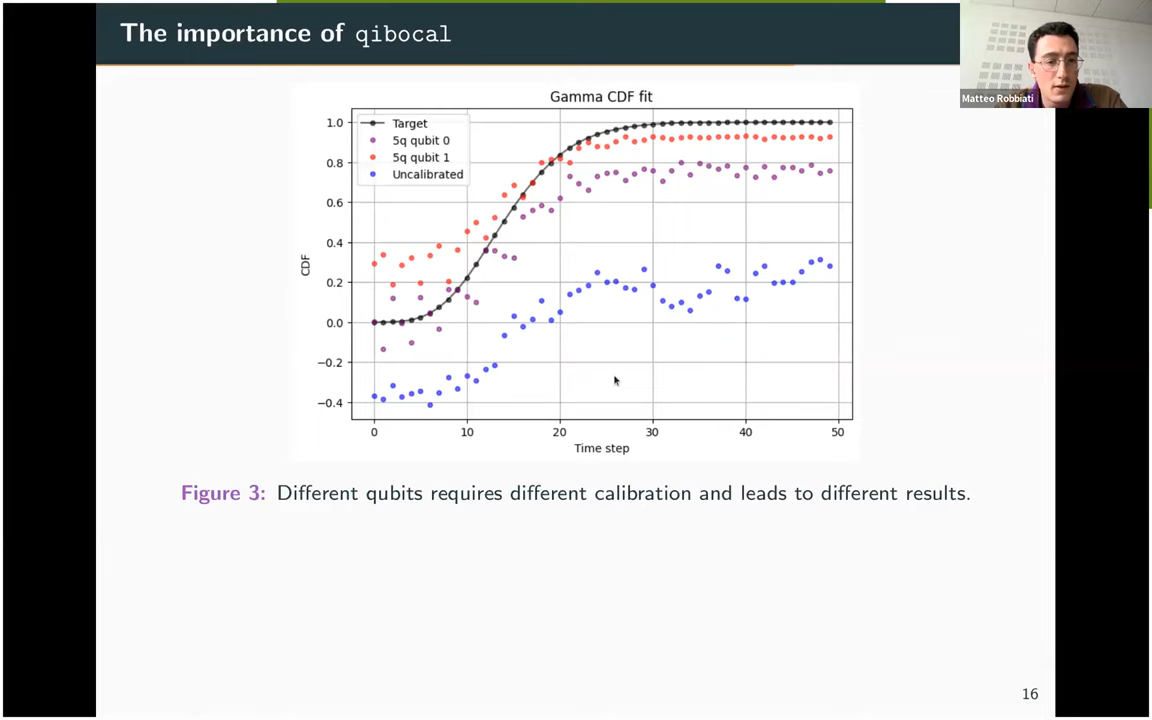 The importance of qibocal
Matteo Robbiati
Gamma CDF fit
Target
5q qubit 0
5q qubit 1
Uncalibrated
1.0
0.8
0.6
0.4
0.2
0.0
−0.2
−0.4
CDF
0 10 20 30 40 50
Time step
Figure 3: Different qubits requires different calibration and leads to different results.
16